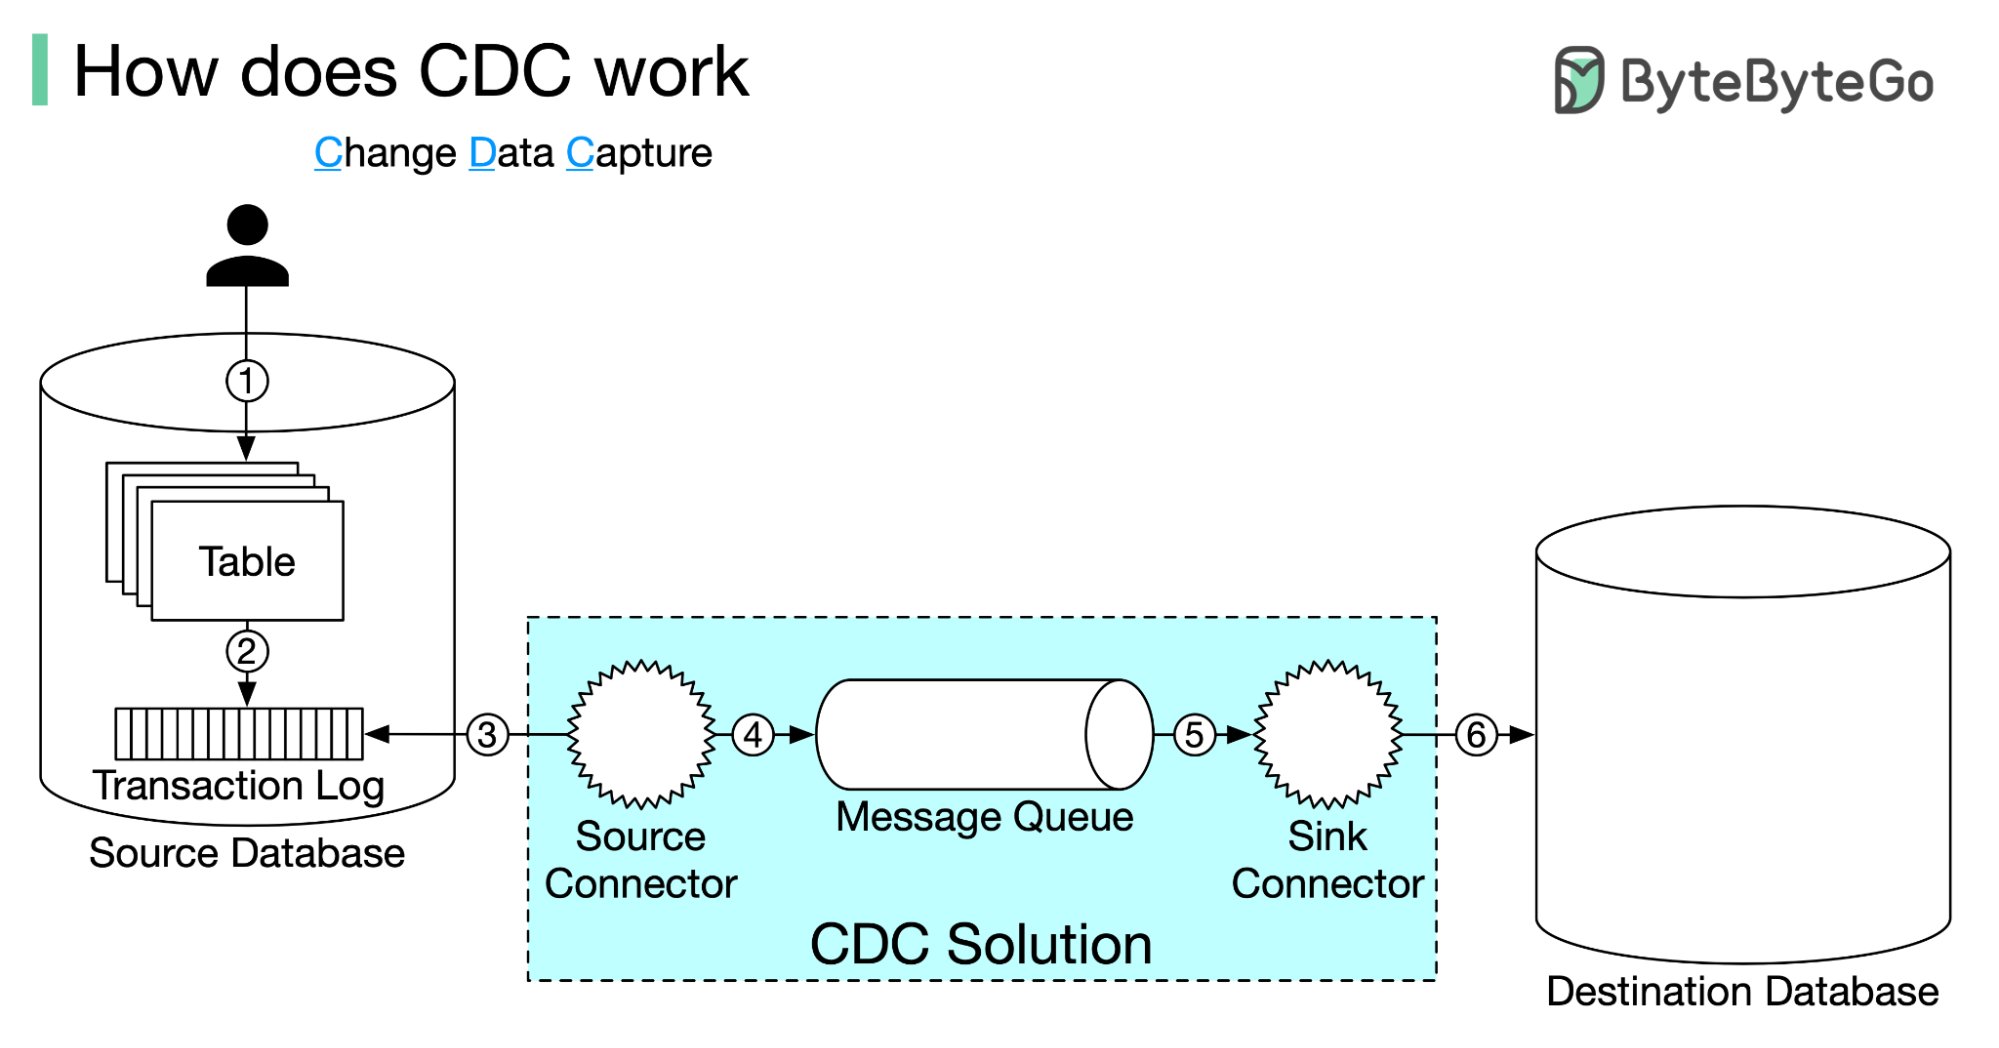 How does CDC work
ByteByteGo
Change Data Capture
1
Table
2
3
4
5
6
Transaction Log
Source Database
Source
Connector
Message Queue
Sink
Connector
CDC Solution
Destination Database